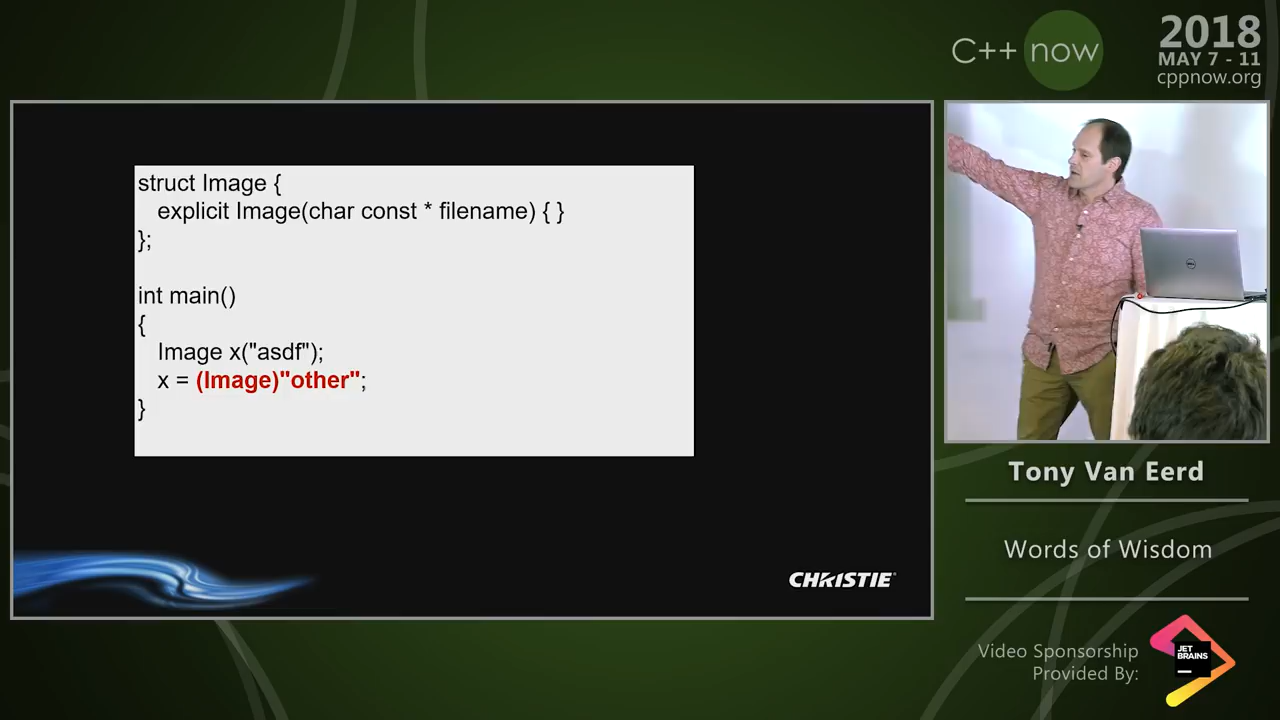 C++ now
2018
MAY 7 - 11
cppnow.org
struct Image {
explicit Image(char const * filename) { }
};
int main()
{
Image x("asdf");
x = (Image)"other";
}
CHRISTIE
Tony Van Eerd
Words of Wisdom
Video Sponsorship
Provided By:
JET
BRAINS
DELL